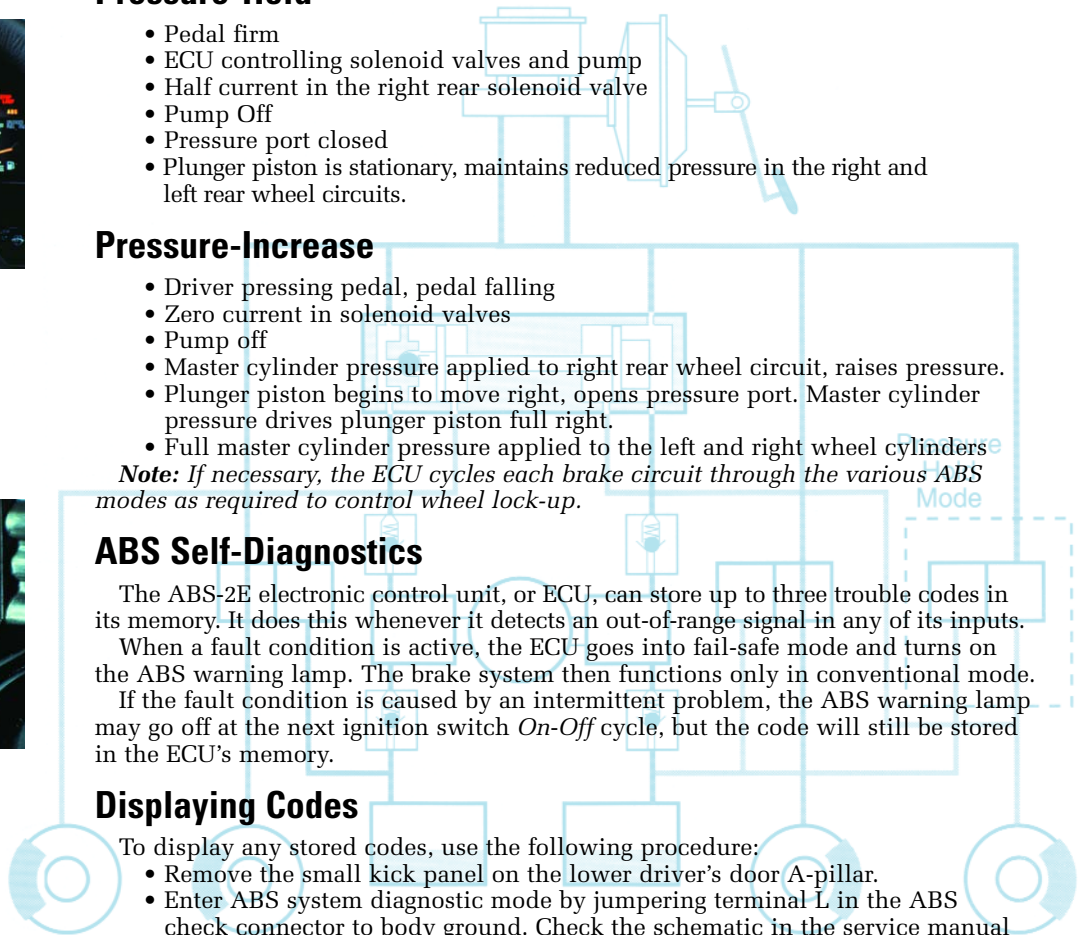 • Pedal firm
• ECU controlling solenoid valves and pump
• Half current in the right rear solenoid valve
• Pump Off
• Pressure port closed
• Plunger piston is stationary, maintains reduced pressure in the right and
left rear wheel circuits.
Pressure-Increase
• Driver pressing pedal, pedal falling
• Zero current in solenoid valves
• Pump off
• Master cylinder pressure applied to right rear wheel circuit, raises pressure.
• Plunger piston begins to move right, opens pressure port. Master cylinder
pressure drives plunger piston full right.
• Full master cylinder pressure applied to the left and right wheel cylinders
Note: If necessary, the ECU cycles each brake circuit through the various ABS
modes as required to control wheel lock-up.
Pressure
Hold
Mode
ABS Self-Diagnostics
The ABS-2E electronic control unit, or ECU, can store up to three trouble codes in
its memory. It does this whenever it detects an out-of-range signal in any of its inputs.
When a fault condition is active, the ECU goes into fail-safe mode and turns on
the ABS warning lamp. The brake system then functions only in conventional mode.
If the fault condition is caused by an intermittent problem, the ABS warning lamp
may go off at the next ignition switch On-Off cycle, but the code will still be stored
in the ECU's memory.
Displaying Codes
To display any stored codes, use the following procedure:
• Remove the small kick panel on the lower driver's door A-pillar.
• Enter ABS system diagnostic mode by jumpering terminal L in the ABS
check connector to body ground. Check the schematic in the service manual